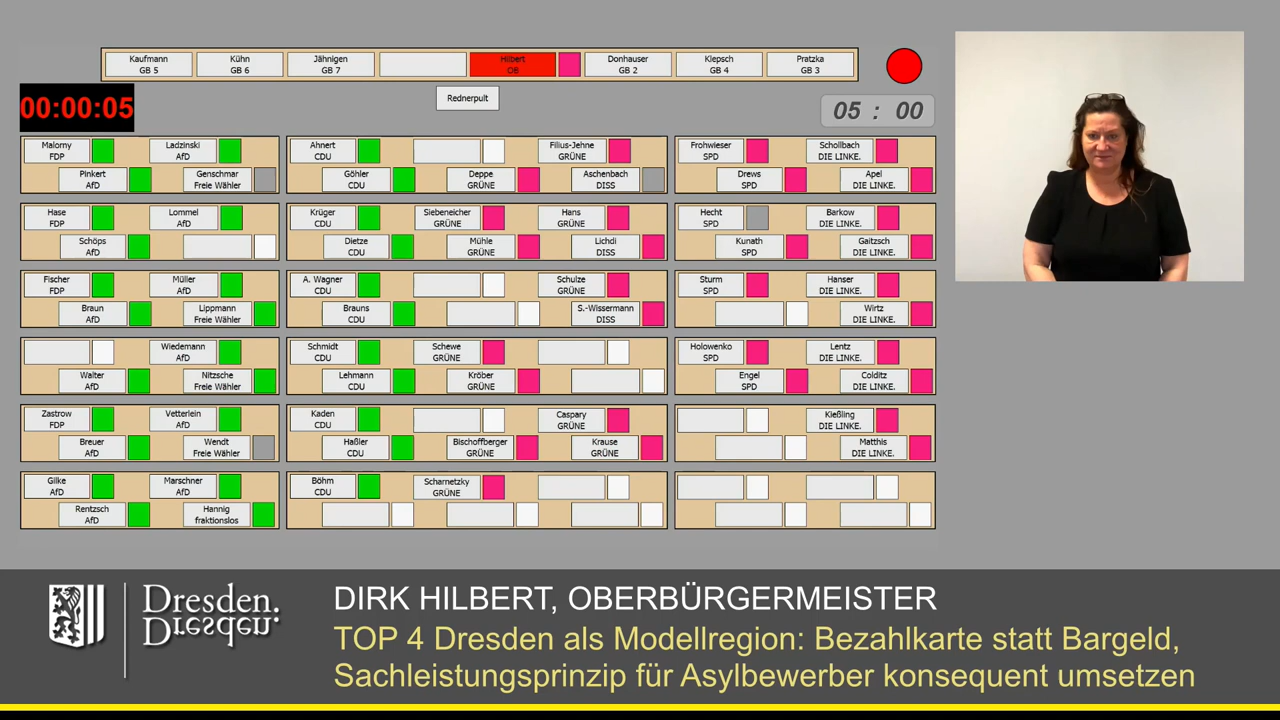 Kaufmann
GB 5
Kühn
GB 6
Jähnigen
GB 7
Hilbert
OB
Donhauser
GB 2
Klepsch
GB 4
Pratzka
GB 3
00:00:05
Rednerpult
05 : 00
Malorny
FDP
Ladzinski
AfD
Pinkert
AfD
Genschmar
Freie Wähler
Ahnert
CDU
Filius-Jehne
GRÜNE
Göhler
CDU
Deppe
GRÜNE
Aschenbach
DISS
Frohwieser
SPD
Schollbach
DIE LINKE.
Drews
SPD
Apel
DIE LINKE.
Hase
FDP
Lommel
AfD
Schöps
AfD
Krüger
CDU
Siebeneicher
GRÜNE
Hans
GRÜNE
Dietze
CDU
Mühle
GRÜNE
Lichdi
DISS
Hecht
SPD
Barkow
DIE LINKE.
Kunath
SPD
Gaitzsch
DIE LINKE.
Fischer
FDP
Müller
AfD
Braun
AfD
Lippmann
Freie Wähler
A. Wagner
CDU
Schulze
GRÜNE
Brauns
CDU
S.-Wissermann
DISS
Sturm
SPD
Hanser
DIE LINKE.
Wirtz
DIE LINKE.
Wiedemann
AfD
Walter
AfD
Nitzsche
Freie Wähler
Schmidt
CDU
Schewe
GRÜNE
Lehmann
CDU
Kröber
GRÜNE
Holowenko
SPD
Lentz
DIE LINKE.
Engel
SPD
Colditz
DIE LINKE.
Zastrow
FDP
Vetterlein
AfD
Breuer
AfD
Wendt
Freie Wähler
Kaden
CDU
Caspary
GRÜNE
Haßler
CDU
Bischoffberger
GRÜNE
Krause
GRÜNE
Kießling
DIE LINKE.
Matthis
DIE LINKE.
Gilke
AfD
Marschner
AfD
Rentzsch
AfD
Hannig
fraktionslos
Böhm
CDU
Scharnetzky
GRÜNE
Dresden.
Dresden.
DIRK HILBERT, OBERBÜRGERMEISTER
TOP 4 Dresden als Modellregion: Bezahlkarte statt Bargeld,
Sachleistungsprinzip für Asylbewerber konsequent umsetzen